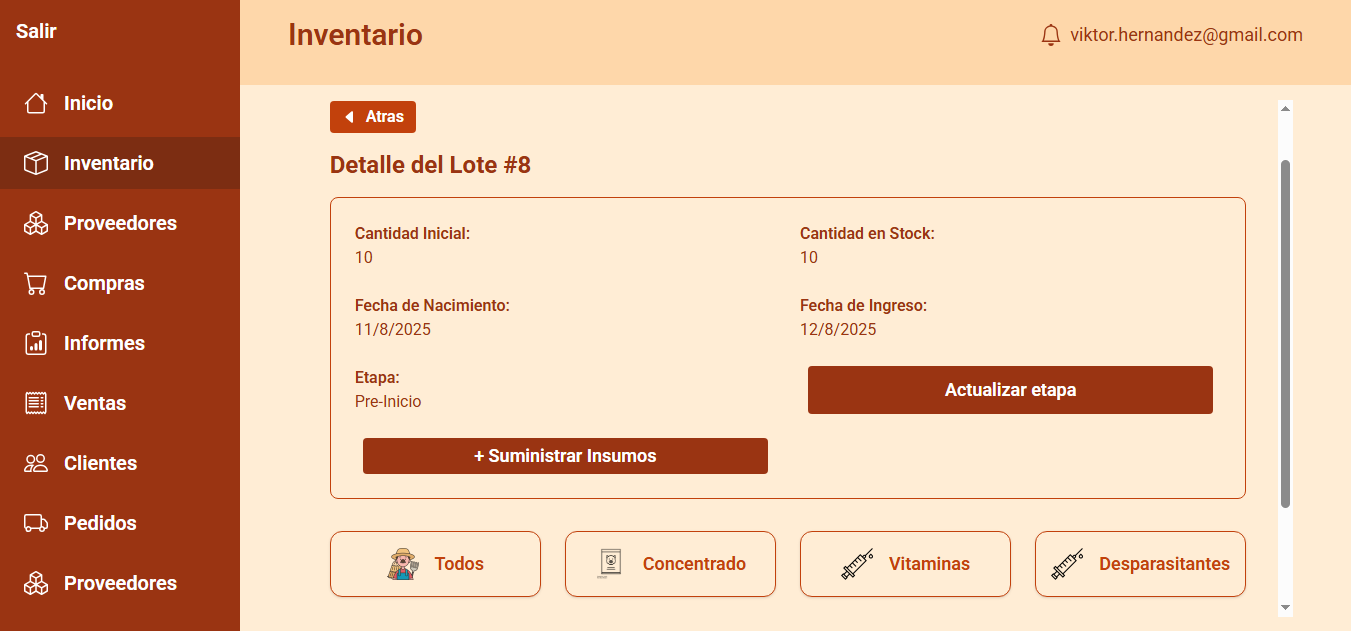 Salir
Inicio
Inventario
Proveedores
Compras
Informes
Ventas
Clientes
Pedidos
Proveedores
Inventario
viktor.hernandez@gmail.com
Atras
Detalle del Lote #8
Cantidad Inicial:
10
Cantidad en Stock:
10
Fecha de Nacimiento:
11/8/2025
Fecha de Ingreso:
12/8/2025
Etapa:
Pre-Inicio
Actualizar etapa
+ Suministrar Insumos
Todos
Concentrado
Vitaminas
Desparasitantes